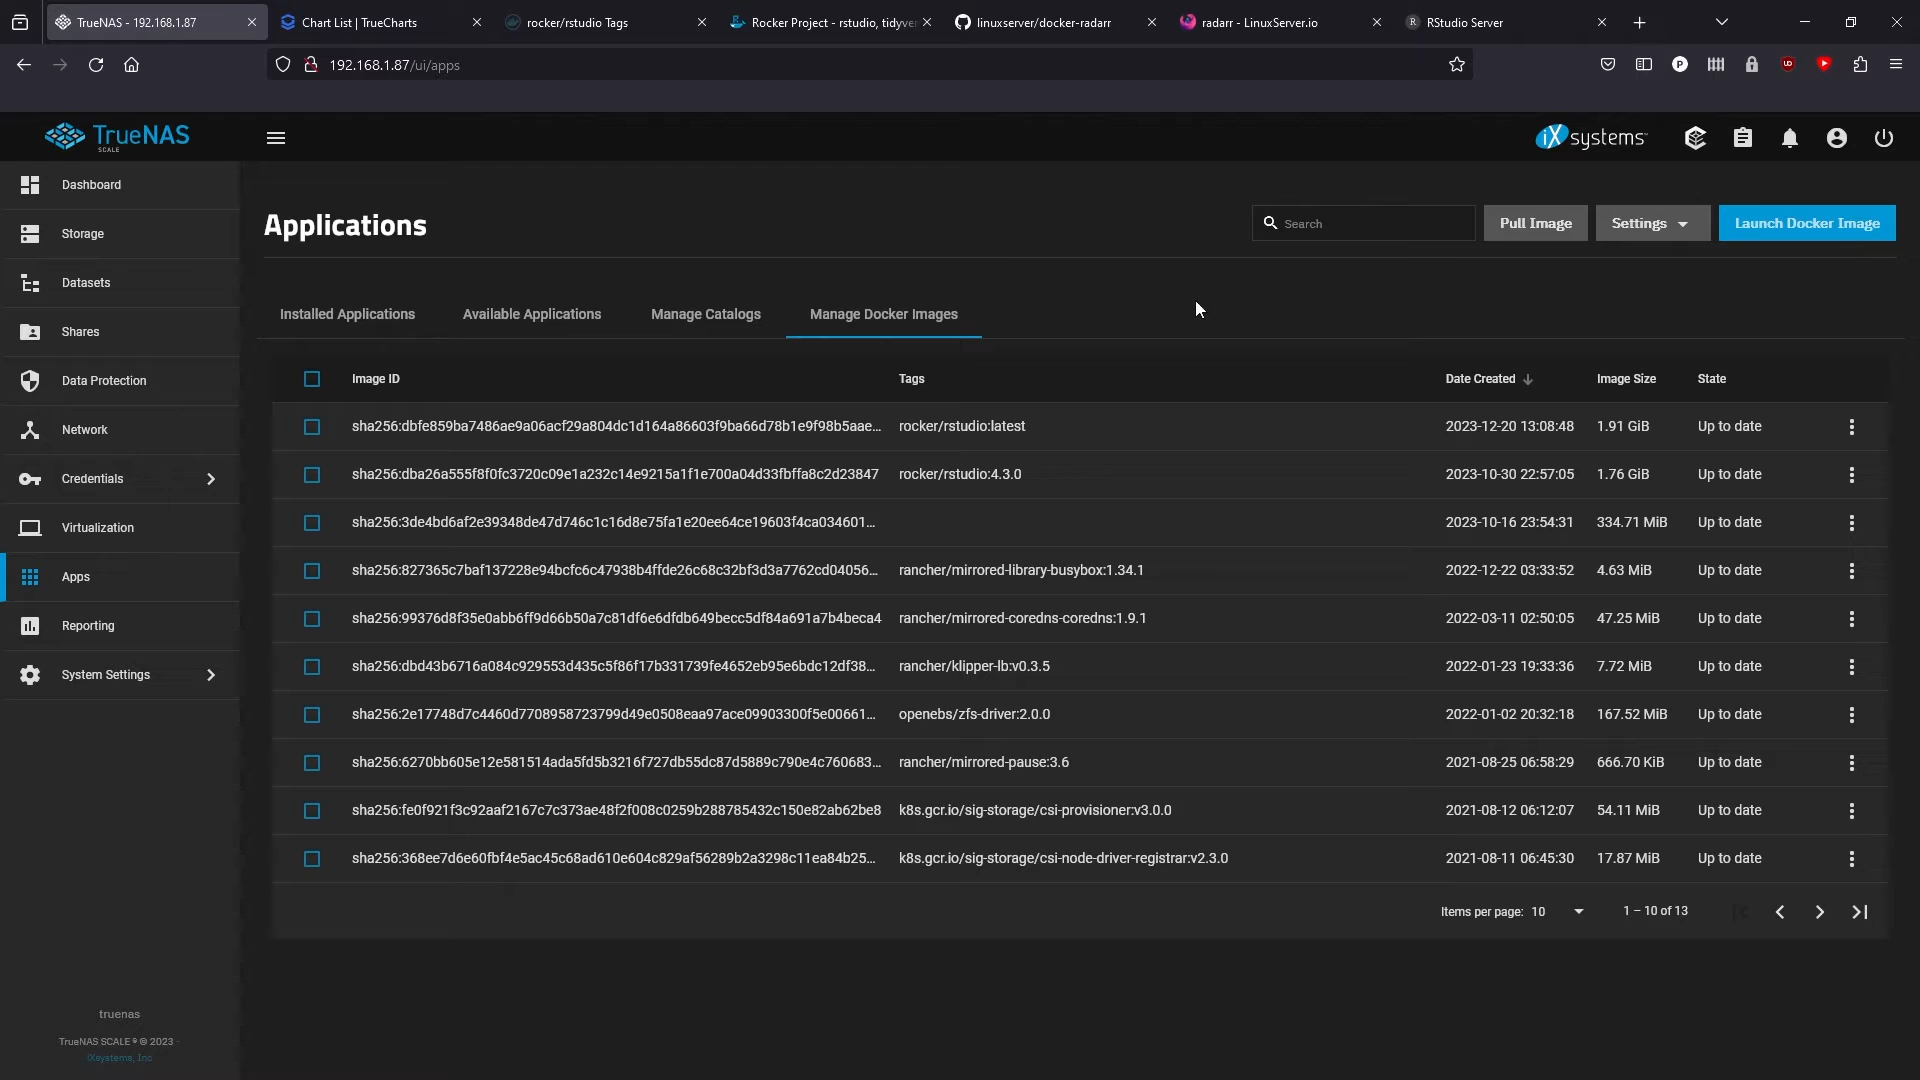 TrueNAS - 192.168.1.87
Chart List | TrueCharts
rocker/rstudio Tags
Rocker Project - rstudio, tidyver
linuxserver/docker-radarr
radarr - LinuxServer.io
RStudio Server
192.168.1.87/ui/apps
TrueNAS
SCALE
iXsystems
Dashboard
Storage
Datasets
Shares
Data Protection
Network
Credentials
Virtualization
Apps
Reporting
System Settings
truenas
TrueNAS SCALE ® © 2023 -
iXsystems, Inc
Applications
Search
Pull Image
Settings
Launch Docker Image
Installed Applications
Available Applications
Manage Catalogs
Manage Docker Images
Image ID Tags Date Created Image Size State
sha256:dbfe859ba7486ae9a06acf29a804dc1d164a86603f9ba66d78b1e9f98b5aae... rocker/rstudio:latest 2023-12-20 13:08:48 1.91 GiB Up to date
sha256:dba26a555f8f0fc3720c09e1a232c14e9215a1f1e700a04d33fbffa8c2d23847 rocker/rstudio:4.3.0 2023-10-30 22:57:05 1.76 GiB Up to date
sha256:3de4bd6af2e39348de47d746c1c16d8e75fa1e20ee64ce19603f4ca034601... 2023-10-16 23:54:31 334.71 MiB Up to date
sha256:827365c7baf137228e94bcfc6c47938b4ffde26c68c32bf3d3a7762cd04056... rancher/mirrored-library-busybox:1.34.1 2022-12-22 03:33:52 4.63 MiB Up to date
sha256:99376d8f35e0abb6ff9d66b50a7c81df6e6dfdb649becc5df84a691a7b4beca4 rancher/mirrored-coredns-coredns:1.9.1 2022-03-11 02:50:05 47.25 MiB Up to date
sha256:dbd43b6716a084c929553d435c5f86f17b331739fe4652eb95e6bdc12df38... rancher/klipper-lb:v0.3.5 2022-01-23 19:33:36 7.72 MiB Up to date
sha256:2e17748d7c4460d7708958723799d49e0508eaa97ace09903300f5e00661... openebs/zfs-driver:2.0.0 2022-01-02 20:32:18 167.52 MiB Up to date
sha256:6270bb605e12e581514ada5fd5b3216f727db55dc87d5889c790e4c760683... rancher/mirrored-pause:3.6 2021-08-25 06:58:29 666.70 KiB Up to date
sha256:fe0f921f3c92aaf2167c7c373ae48f2f008c0259b288785432c150e82ab62be8 k8s.gcr.io/sig-storage/csi-provisioner:v3.0.0 2021-08-12 06:12:07 54.11 MiB Up to date
sha256:368ee7d6e60fbf4e5ac45c68ad610e604c829af56289b2a3298c11ea84b25... k8s.gcr.io/sig-storage/csi-node-driver-registrar:v2.3.0 2021-08-11 06:45:30 17.87 MiB Up to date
Items per page: 10 1 – 10 of 13